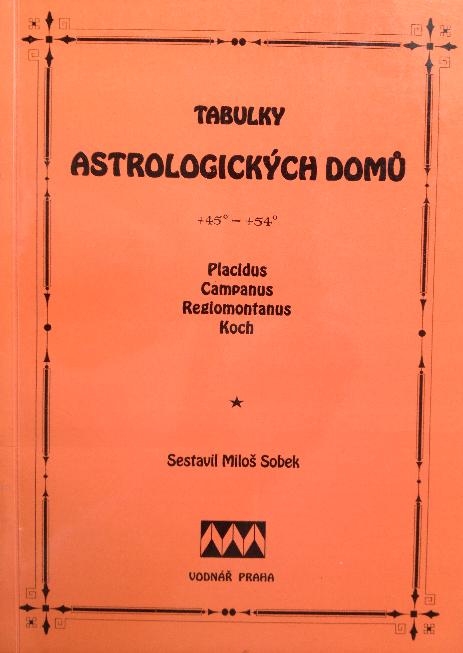 TABULKY
ASTROLOGICKÝCH DOMŮ
+45° – +54°
Placidus
Campanus
Regiomontanus
Koch
Sestavil Miloš Sobek
VODNÁŘ PRAHA